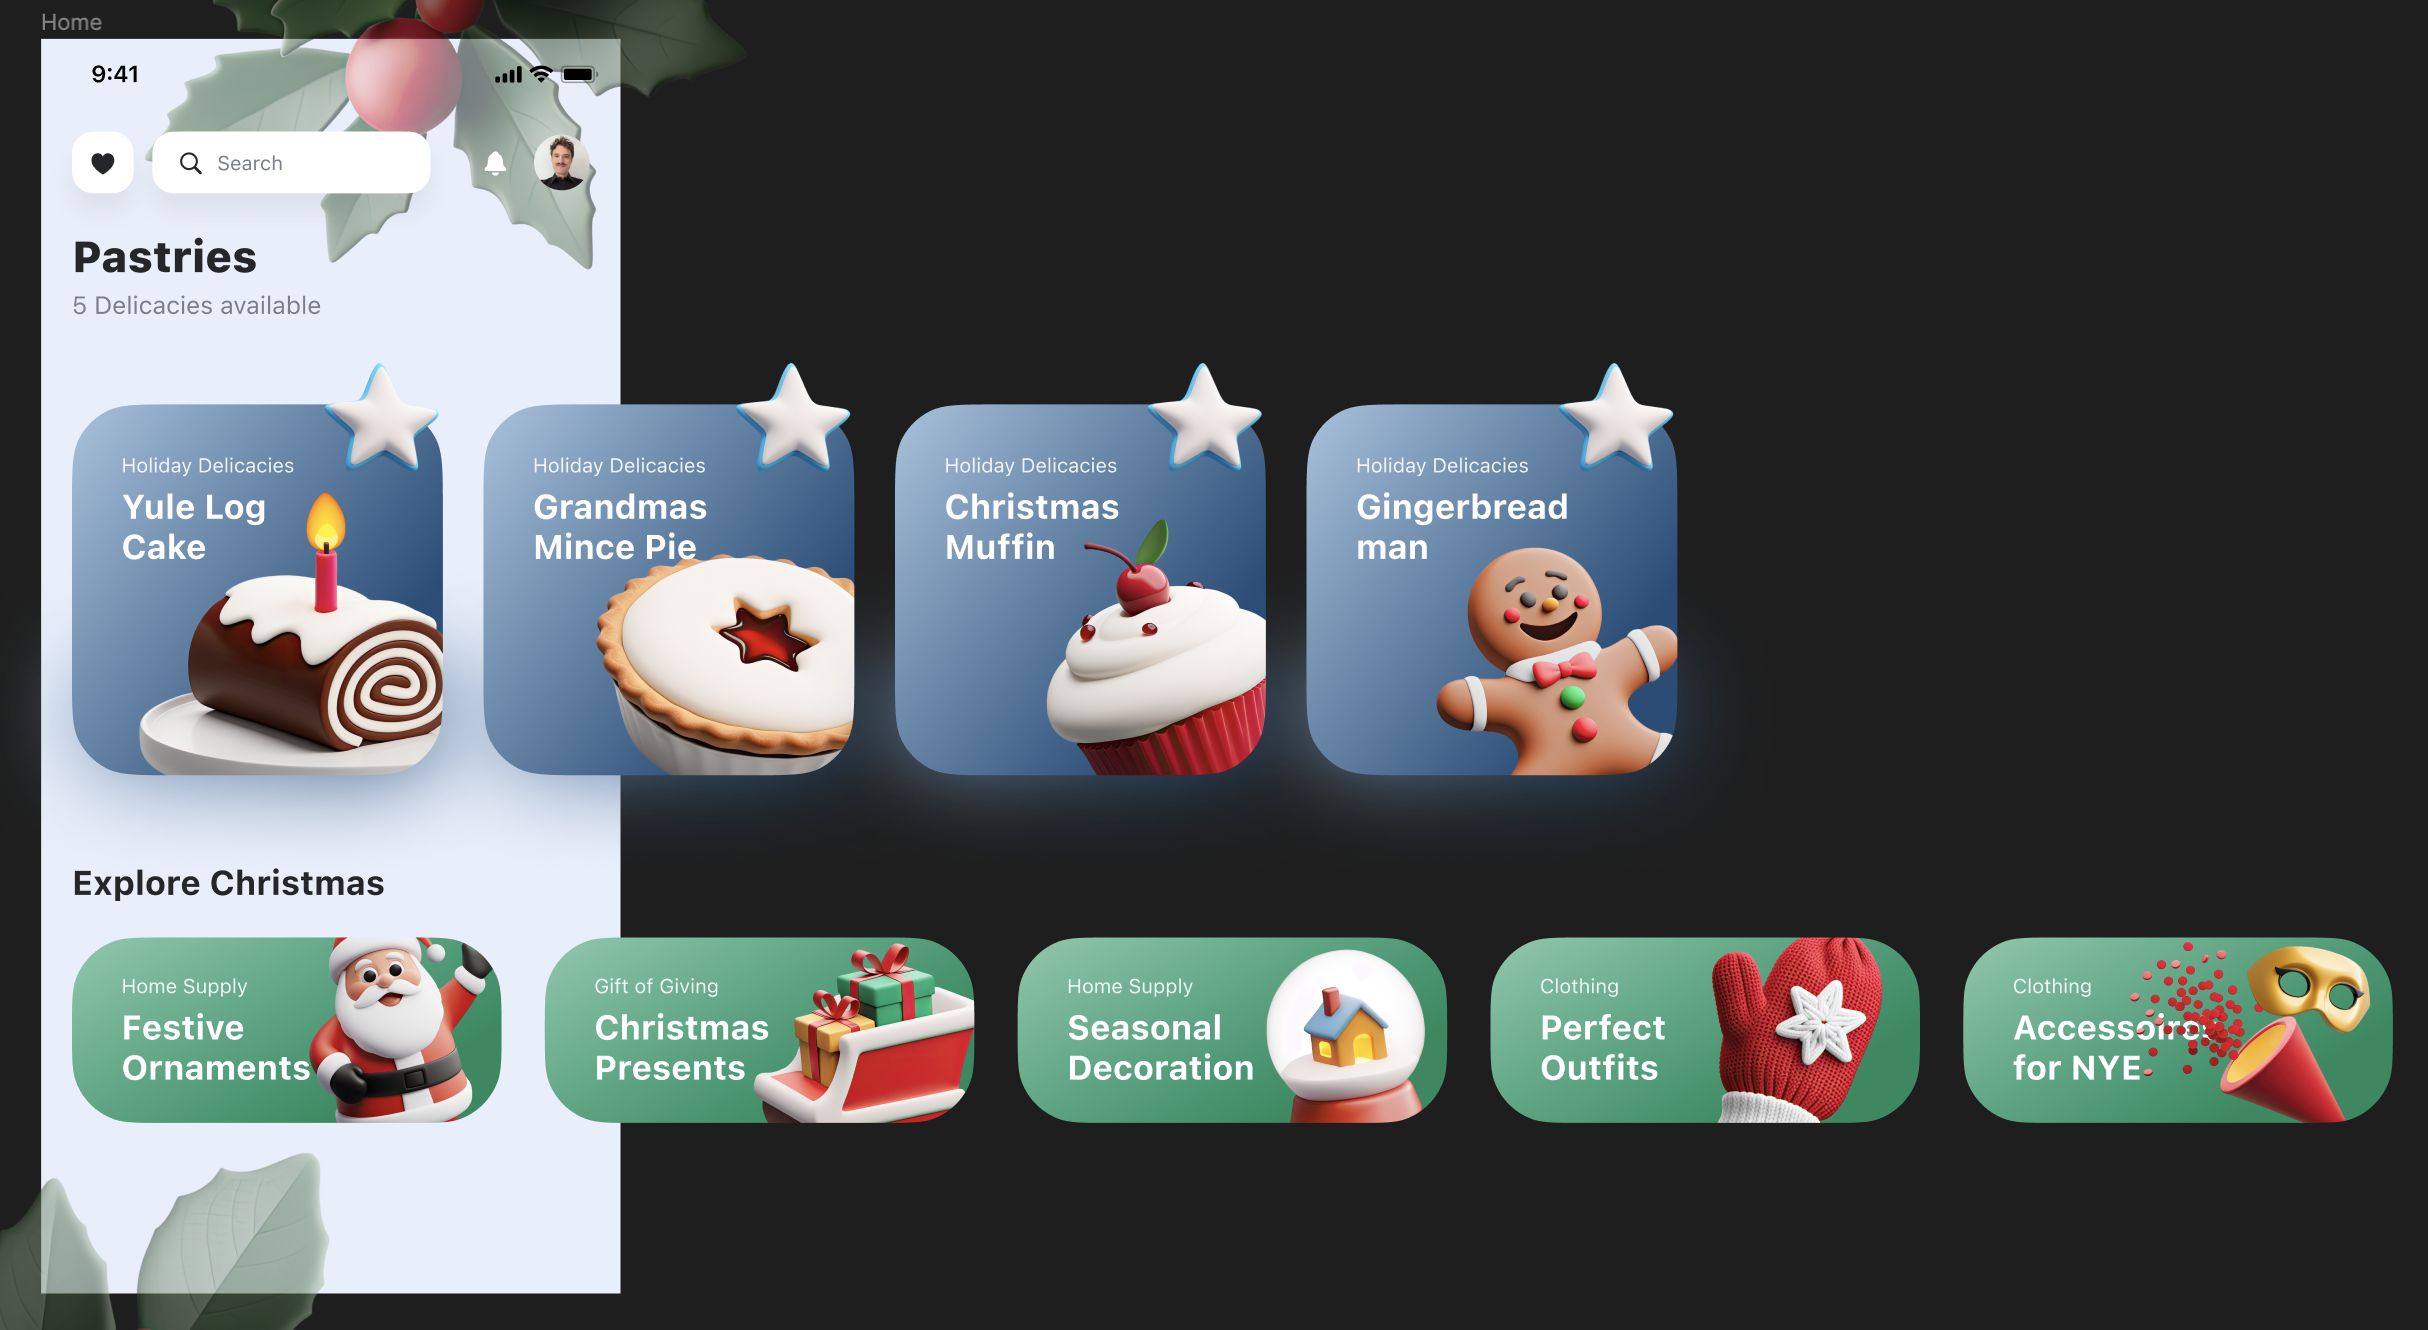 Home
9:41
Search
Pastries
5 Delicacies available
Holiday Delicacies
Yule Log
Cake
Holiday Delicacies
Grandmas
Mince Pie
Holiday Delicacies
Christmas
Muffin
Holiday Delicacies
Gingerbread
man
Explore Christmas
Home Supply
Festive
Ornaments
Gift of Giving
Christmas
Presents
Home Supply
Seasonal
Decoration
Clothing
Perfect
Outfits
Clothing
for NYE